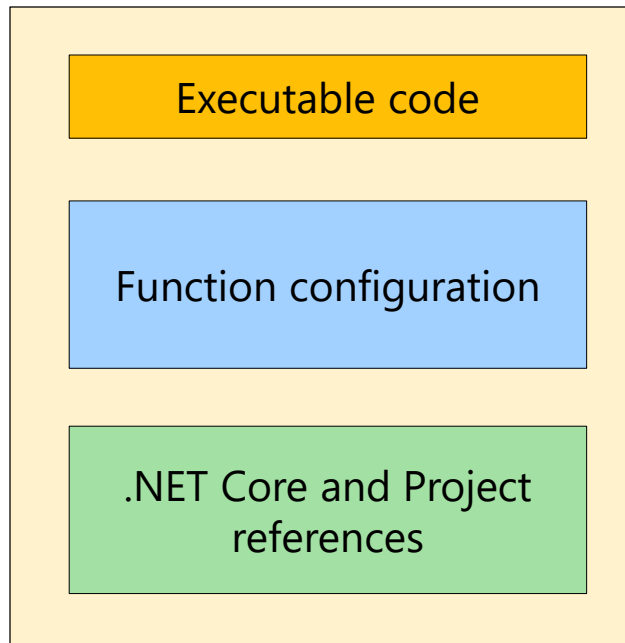 Executable code
Function configuration
.NET Core and Project
references